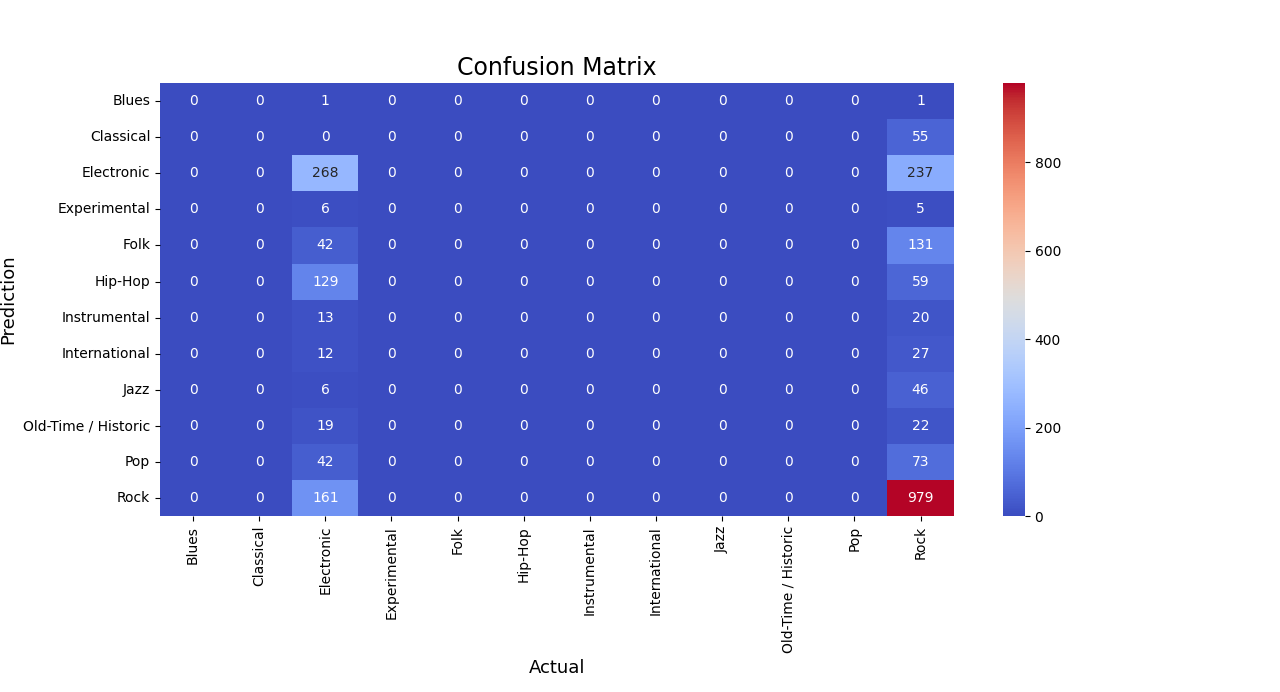 Confusion Matrix
Prediction
Blues 0 0 1 0 0 0 0 0 0 0 0 1
Classical 0 0 0 0 0 0 0 0 0 0 0 55
Electronic 0 0 268 0 0 0 0 0 0 0 0 237
Experimental 0 0 6 0 0 0 0 0 0 0 0 5
Folk 0 0 42 0 0 0 0 0 0 0 0 131
Hip-Hop 0 0 129 0 0 0 0 0 0 0 0 59
Instrumental 0 0 13 0 0 0 0 0 0 0 0 20
International 0 0 12 0 0 0 0 0 0 0 0 27
Jazz 0 0 6 0 0 0 0 0 0 0 0 46
Old-Time / Historic 0 0 19 0 0 0 0 0 0 0 0 22
Pop 0 0 42 0 0 0 0 0 0 0 0 73
Rock 0 0 161 0 0 0 0 0 0 0 0 979
Blues
Classical
Electronic
Experimental
Folk
Hip-Hop
Instrumental
International
Jazz
Old-Time / Historic
Pop
Rock
Actual
800
600
400
200
0